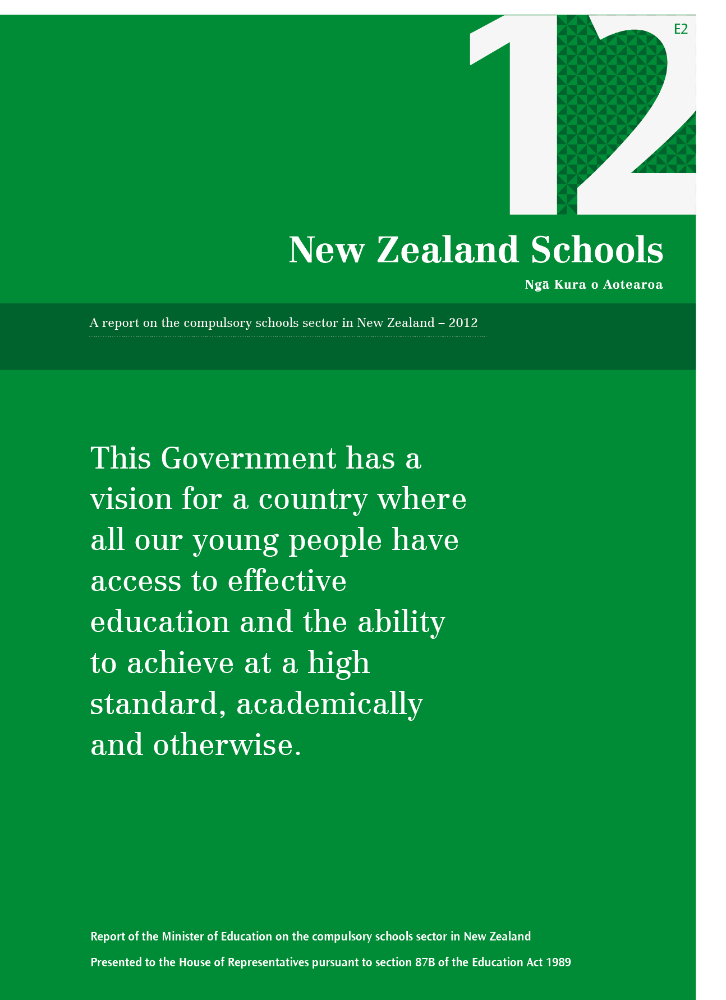 12
E2
New Zealand Schools
Ngā Kura o Aotearoa
A report on the compulsory schools sector in New Zealand – 2012
This Government has a
vision for a country where
all our young people have
access to effective
education and the ability
to achieve at a high
standard, academically
and otherwise.
Report of the Minister of Education on the compulsory schools sector in New Zealand
Presented to the House of Representatives pursuant to section 87B of the Education Act 1989